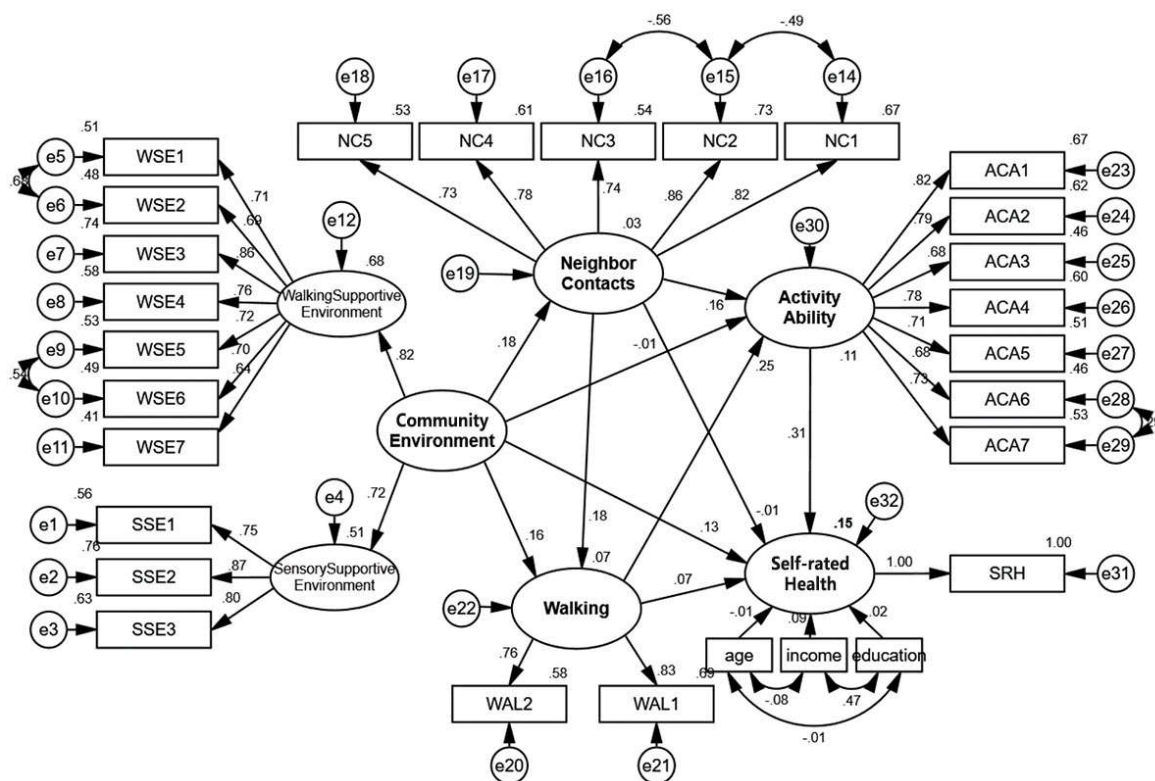 -.56
-.49
e18
e17
e16
e15
e14
.53
.61
.54
.73
.67
NC5
NC4
NC3
NC2
NC1
.73
.78
.74
.86
.82
.51
e5
WSE1
.48
e6
WSE2
.74
e7
WSE3
.58
e8
WSE4
.53
e9
WSE5
.49
.54
e10
WSE6
.41
e11
WSE7
.71
.69
.86
.76
.72
.70
.64
e12
.68
WalkingSupportive
Environment
.82
e19
.03
Neighbor
Contacts
.18
.16
-.01
.25
e30
Activity
Ability
.11
.82
.79
.68
.78
.71
.68
.73
.67
ACA1
e23
.62
ACA2
e24
.46
ACA3
e25
.60
ACA4
e26
.51
ACA5
e27
.46
ACA6
e28
.53
ACA7
e29
Community
Environment
.72
.16
.18
.13
-.01
.31
.56
e1
SSE1
.76
e2
SSE2
.63
e3
SSE3
.75
.87
.80
e4
.51
SensorySupportive
Environment
e22
.07
Walking
.07
.76
.83
.58
.69
WAL2
WAL1
e20
e21
e32
.15
Self-rated
Health
1.00
1.00
SRH
e31
-.01
.09
.02
age
income
education
-.08
.47
-.01